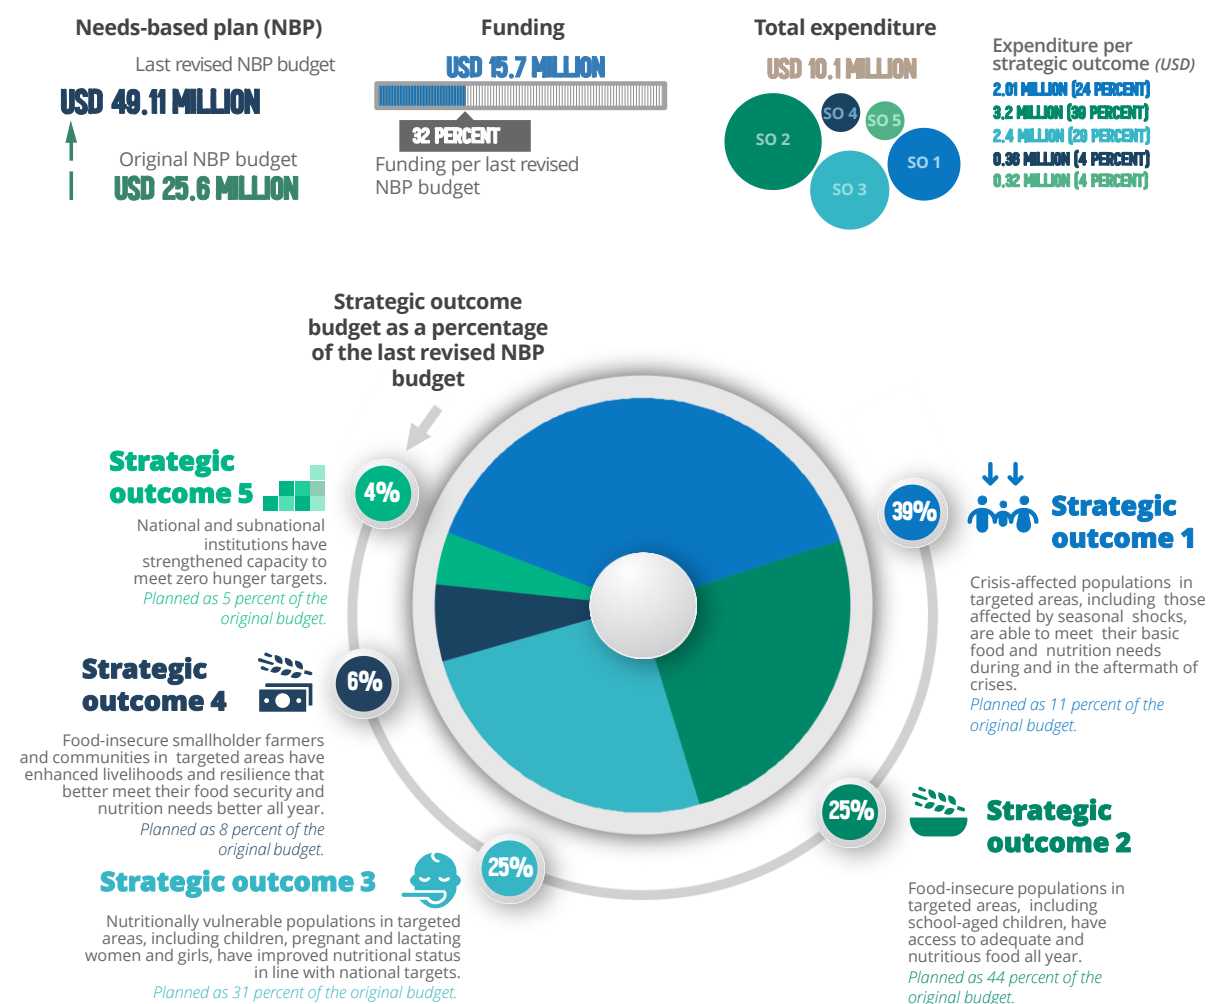 Needs-based plan (NBP)
Last revised NBP budget
USD 49.11 MILLION
Original NBP budget
USD 25.6 MILLION
Funding
USD 15.7 MILLION
32 PERCENT
Funding per last revised
NBP budget
Total expenditure
USD 10.1 MILLION
SO 2
SO 4
SO 5
SO 1
SO 3
Expenditure per
strategic outcome (USD)
2.01 MILLION (24 PERCENT)
3.2 MILLION (39 PERCENT)
2.4 MILLION (29 PERCENT)
0.36 MILLION (4 PERCENT)
0.32 MILLION (4 PERCENT)
Strategic outcome
budget as a percentage
of the last revised NBP
budget
Strategic
outcome 5
4%
National and subnational
institutions have
strengthened capacity to
meet zero hunger targets.
Planned as 5 percent of the
original budget.
39%
Strategic
outcome 1
Crisis-affected populations in
targeted areas, including those
affected by seasonal shocks,
are able to meet their basic
food and nutrition needs
during and in the aftermath of
crises.
Planned as 11 percent of the
original budget.
Strategic
outcome 4
6%
Food-insecure smallholder farmers
and communities in targeted areas have
enhanced livelihoods and resilience that
better meet their food security and
nutrition needs better all year.
Planned as 8 percent of the
original budget.
25%
Strategic
outcome 2
Food-insecure populations in
targeted areas, including
school-aged children, have
access to adequate and
nutritious food all year.
Planned as 44 percent of the
original budget.
Strategic outcome 3
25%
Nutritionally vulnerable populations in targeted
areas, including children, pregnant and lactating
women and girls, have improved nutritional status
in line with national targets.
Planned as 31 percent of the original budget.